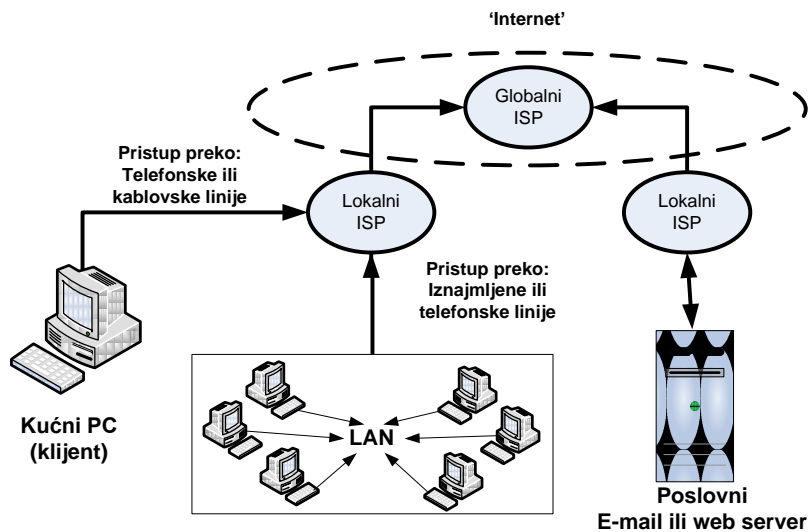 ‘Internet’
Globalni
ISP
Pristup preko:
Telefonske ili
kablovske linije
Lokalni
ISP
Lokalni
ISP
Pristup preko:
Iznajmljene ili
telefonske linije
Kućni PC
(klijent)
LAN
Poslovni
E-mail ili web server